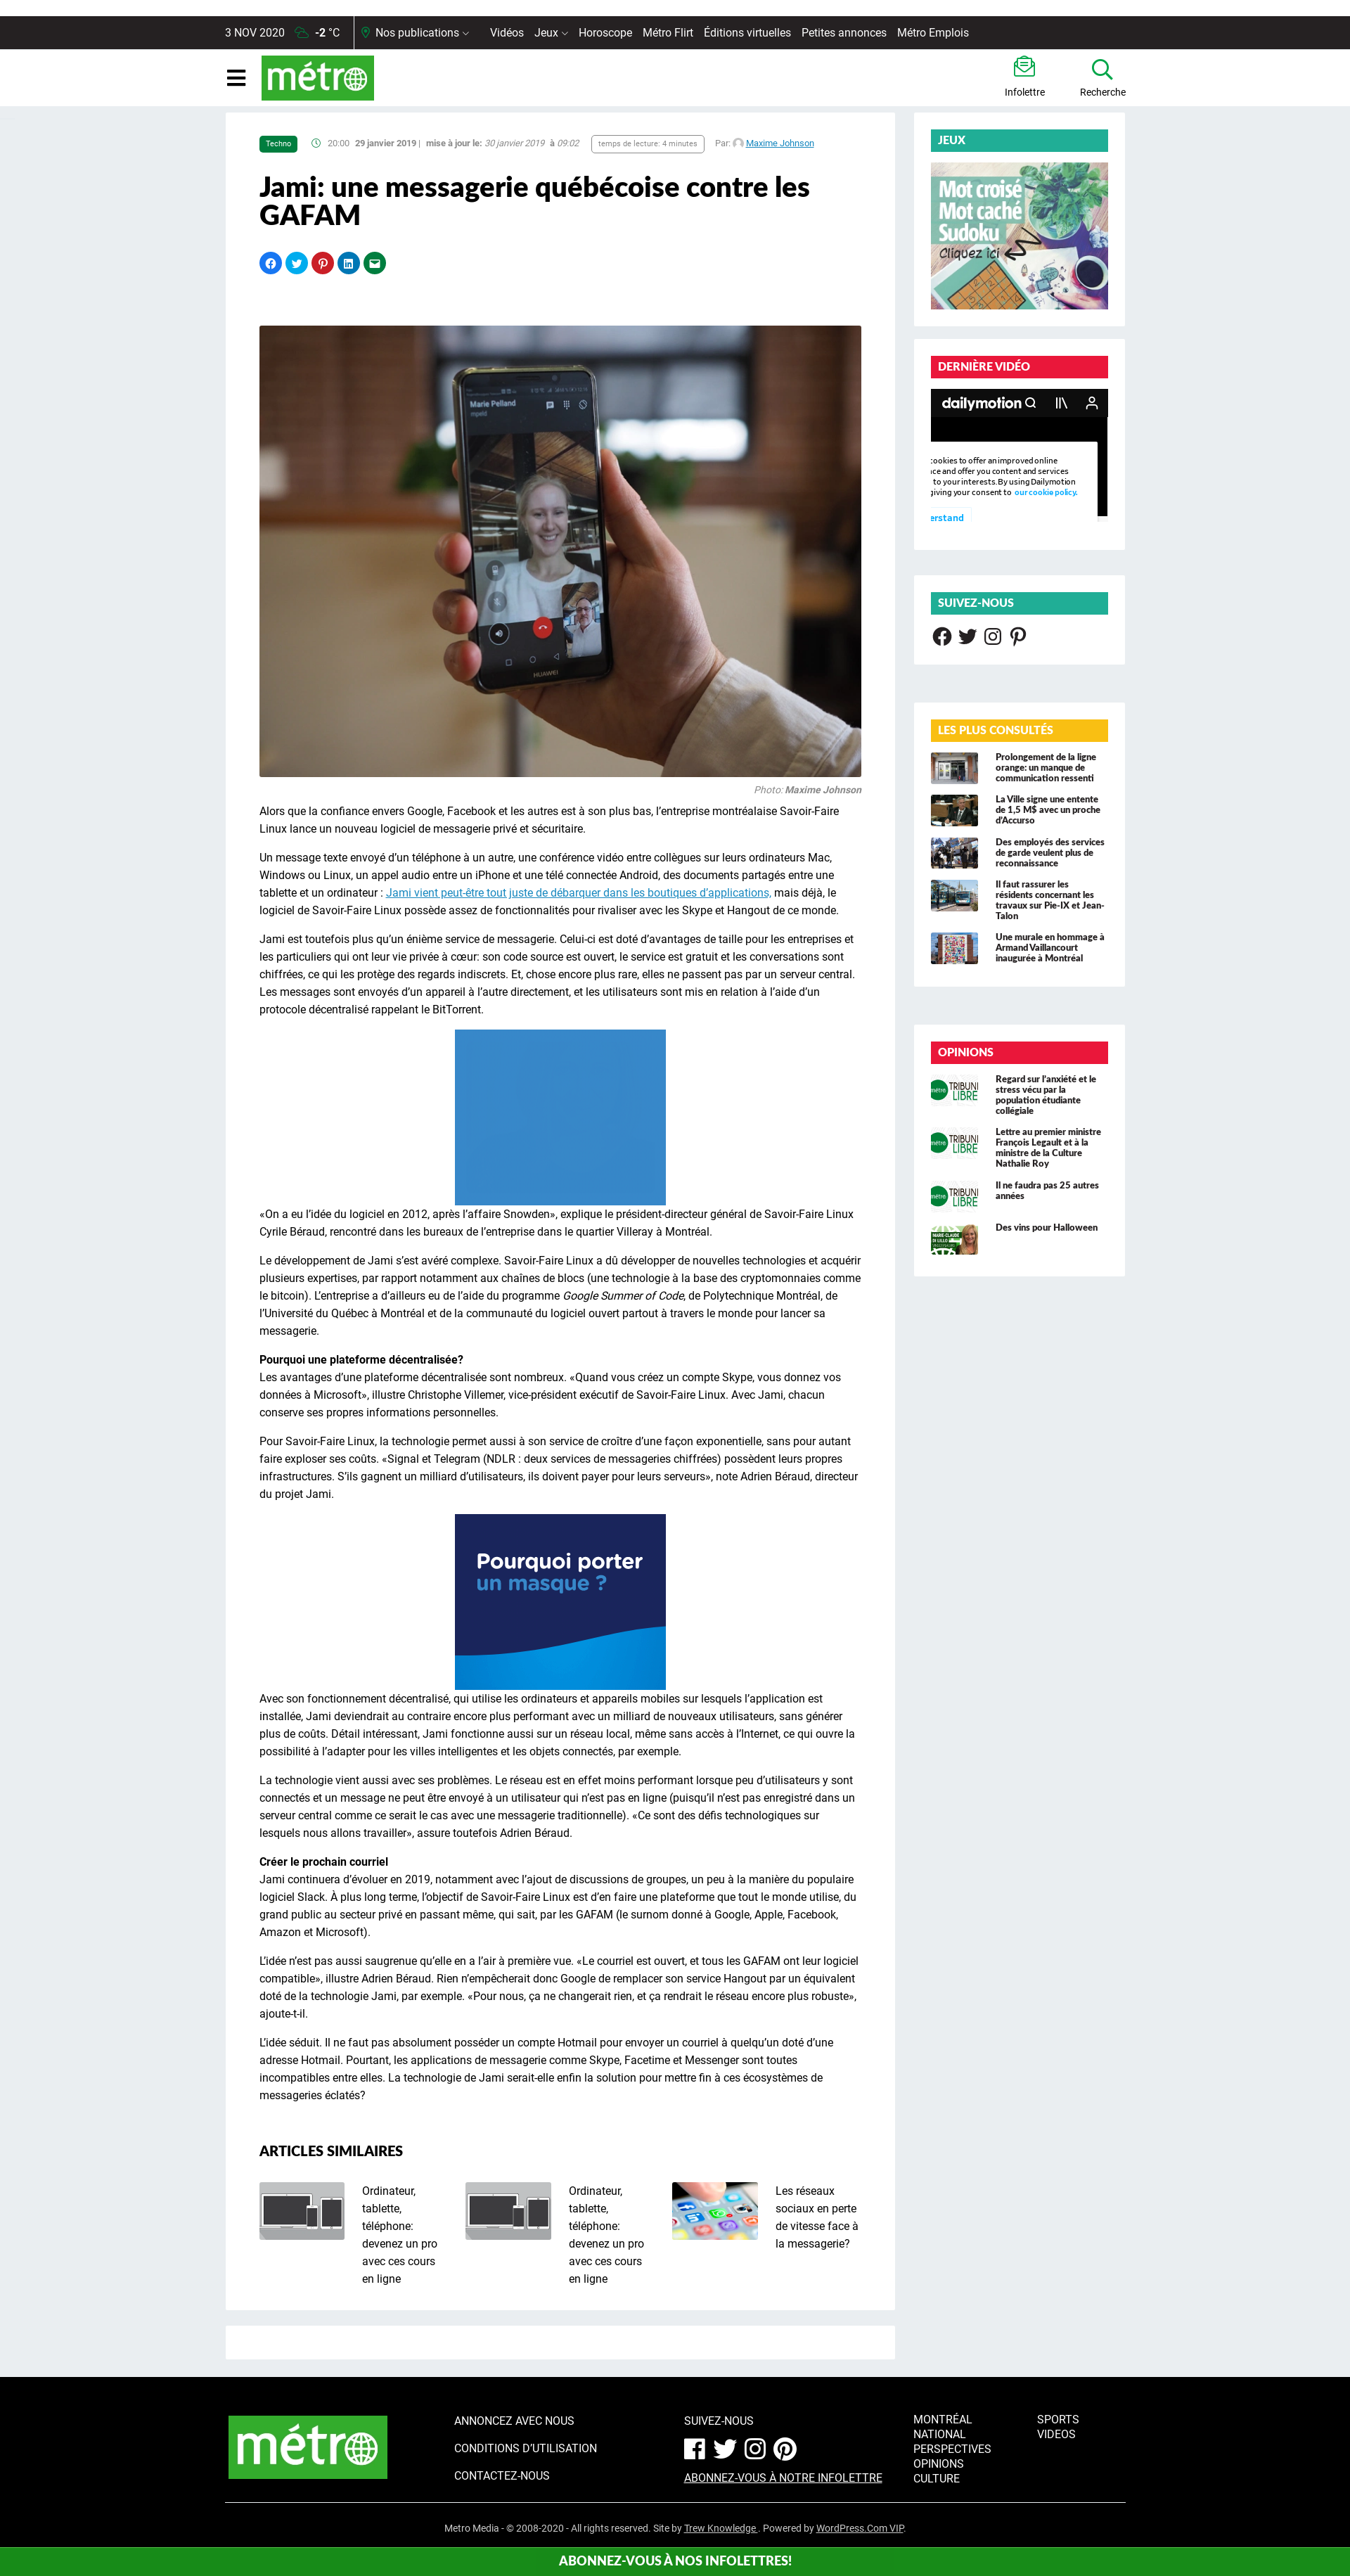 3 NOV 2020 -2 °C Nos publications Vidéos Jeux Horoscope Métro Flirt Éditions virtuelles Petites annonces Métro Emplois
métro
Infolettre
Recherche
Techno 20:00 29 janvier 2019 | mise à jour le: 30 janvier 2019 à 09:02 temps de lecture: 4 minutes Par: Maxime Johnson
Jami: une messagerie québécoise contre les
GAFAM
Marie Pelland
HUAWEI
Photo: Maxime Johnson
Alors que la confiance envers Google, Facebook et les autres est à son plus bas, l’entreprise montréalaise Savoir-Faire
Linux lance un nouveau logiciel de messagerie privé et sécuritaire.
Un message texte envoyé d’un téléphone à un autre, une conférence vidéo entre collègues sur leurs ordinateurs Mac,
Windows ou Linux, un appel audio entre un iPhone et une télé connectée Android, des documents partagés entre une
tablette et un ordinateur : Jami vient peut-être tout juste de débarquer dans les boutiques d’applications, mais déjà, le
logiciel de Savoir-Faire Linux possède assez de fonctionnalités pour rivaliser avec les Skype et Hangout de ce monde.
Jami est toutefois plus qu’un énième service de messagerie. Celui-ci est doté d’avantages de taille pour les entreprises et
les particuliers qui ont leur vie privée à cœur: son code source est ouvert, le service est gratuit et les conversations sont
chiffrées, ce qui les protège des regards indiscrets. Et, chose encore plus rare, elles ne passent pas par un serveur central.
Les messages sont envoyés d’un appareil à l’autre directement, et les utilisateurs sont mis en relation à l’aide d’un
protocole décentralisé rappelant le BitTorrent.
«On a eu l’idée du logiciel en 2012, après l’affaire Snowden», explique le président-directeur général de Savoir-Faire Linux
Cyrile Béraud, rencontré dans les bureaux de l’entreprise dans le quartier Villeray à Montréal.
Le développement de Jami s’est avéré complexe. Savoir-Faire Linux a dû développer de nouvelles technologies et acquérir
plusieurs expertises, par rapport notamment aux chaînes de blocs (une technologie à la base des cryptomonnaies comme
le bitcoin). L’entreprise a d’ailleurs eu de l’aide du programme Google Summer of Code, de Polytechnique Montréal, de
l’Université du Québec à Montréal et de la communauté du logiciel ouvert partout à travers le monde pour lancer sa
messagerie.
Pourquoi une plateforme décentralisée?
Les avantages d’une plateforme décentralisée sont nombreux. «Quand vous créez un compte Skype, vous donnez vos
données à Microsoft», illustre Christophe Villemer, vice-président exécutif de Savoir-Faire Linux. Avec Jami, chacun
conserve ses propres informations personnelles.
Pour Savoir-Faire Linux, la technologie permet aussi à son service de croître d’une façon exponentielle, sans pour autant
faire exploser ses coûts. «Signal et Telegram (NDLR : deux services de messageries chiffrées) possèdent leurs propres
infrastructures. S’ils gagnent un milliard d’utilisateurs, ils doivent payer pour leurs serveurs», note Adrien Béraud, directeur
du projet Jami.
Pourquoi porter
un masque ?
Avec son fonctionnement décentralisé, qui utilise les ordinateurs et appareils mobiles sur lesquels l’application est
installée, Jami deviendrait au contraire encore plus performant avec un milliard de nouveaux utilisateurs, sans générer
plus de coûts. Détail intéressant, Jami fonctionne aussi sur un réseau local, même sans accès à l’Internet, ce qui ouvre la
possibilité à l’adapter pour les villes intelligentes et les objets connectés, par exemple.
La technologie vient aussi avec ses problèmes. Le réseau est en effet moins performant lorsque peu d’utilisateurs y sont
connectés et un message ne peut être envoyé à un utilisateur qui n’est pas en ligne (puisqu’il n’est pas enregistré dans un
serveur central comme ce serait le cas avec une messagerie traditionnelle). «Ce sont des défis technologiques sur
lesquels nous allons travailler», assure toutefois Adrien Béraud.
Créer le prochain courriel
Jami continuera d’évoluer en 2019, notamment avec l’ajout de discussions de groupes, un peu à la manière du populaire
logiciel Slack. À plus long terme, l’objectif de Savoir-Faire Linux est d’en faire une plateforme que tout le monde utilise, du
grand public au secteur privé en passant même, qui sait, par les GAFAM (le surnom donné à Google, Apple, Facebook,
Amazon et Microsoft).
L’idée n’est pas aussi saugrenue qu’elle en a l’air à première vue. «Le courriel est ouvert, et tous les GAFAM ont leur logiciel
compatible», illustre Adrien Béraud. Rien n’empêcherait donc Google de remplacer son service Hangout par un équivalent
doté de la technologie Jami, par exemple. «Pour nous, ça ne changerait rien, et ça rendrait le réseau encore plus robuste»,
ajoute-t-il.
L’idée séduit. Il ne faut pas absolument posséder un compte Hotmail pour envoyer un courriel à quelqu’un doté d’une
adresse Hotmail. Pourtant, les applications de messagerie comme Skype, Facetime et Messenger sont toutes
incompatibles entre elles. La technologie de Jami serait-elle enfin la solution pour mettre fin à ces écosystèmes de
messageries éclatés?
ARTICLES SIMILAIRES
Ordinateur,
tablette,
téléphone:
devenez un pro
avec ces cours
en ligne
Ordinateur,
tablette,
téléphone:
devenez un pro
avec ces cours
en ligne
Les réseaux
sociaux en perte
de vitesse face à
la messagerie?
JEUX
Mot croisé
Mot caché
Sudoku
Cliquez ici
DERNIÈRE VIDÉO
dailymotion
cookies to offer an improved online
nce and offer you content and services
to your interests. By using Dailymotion
giving your consent to our cookie policy.
erstand
SUIVEZ-NOUS
LES PLUS CONSULTÉS
Prolongement de la ligne
orange: un manque de
communication ressenti
La Ville signe une entente
de 1,5 M$ avec un proche
d’Accurso
Des employés des services
de garde veulent plus de
reconnaissance
Il faut rassurer les
résidents concernant les
travaux sur Pie-IX et Jean-
Talon
Une murale en hommage à
Armand Vaillancourt
inaugurée à Montréal
OPINIONS
métro TRIBUN
LIBRE
Regard sur l’anxiété et le
stress vécu par la
population étudiante
collégiale
métro TRIBUN
LIBRE
Lettre au premier ministre
François Legault et à la
ministre de la Culture
Nathalie Roy
métro TRIBUN
LIBRE
Il ne faudra pas 25 autres
années
MARIE-CLAUDE
DI LILLO
Des vins pour Halloween
métro
ANNONCEZ AVEC NOUS
CONDITIONS D’UTILISATION
CONTACTEZ-NOUS
SUIVEZ-NOUS
ABONNEZ-VOUS À NOTRE INFOLETTRE
MONTRÉAL
NATIONAL
PERSPECTIVES
OPINIONS
CULTURE
SPORTS
VIDEOS
Metro Media - © 2008-2020 - All rights reserved. Site by Trew Knowledge . Powered by WordPress.Com VIP.
ABONNEZ-VOUS À NOS INFOLETTRES!